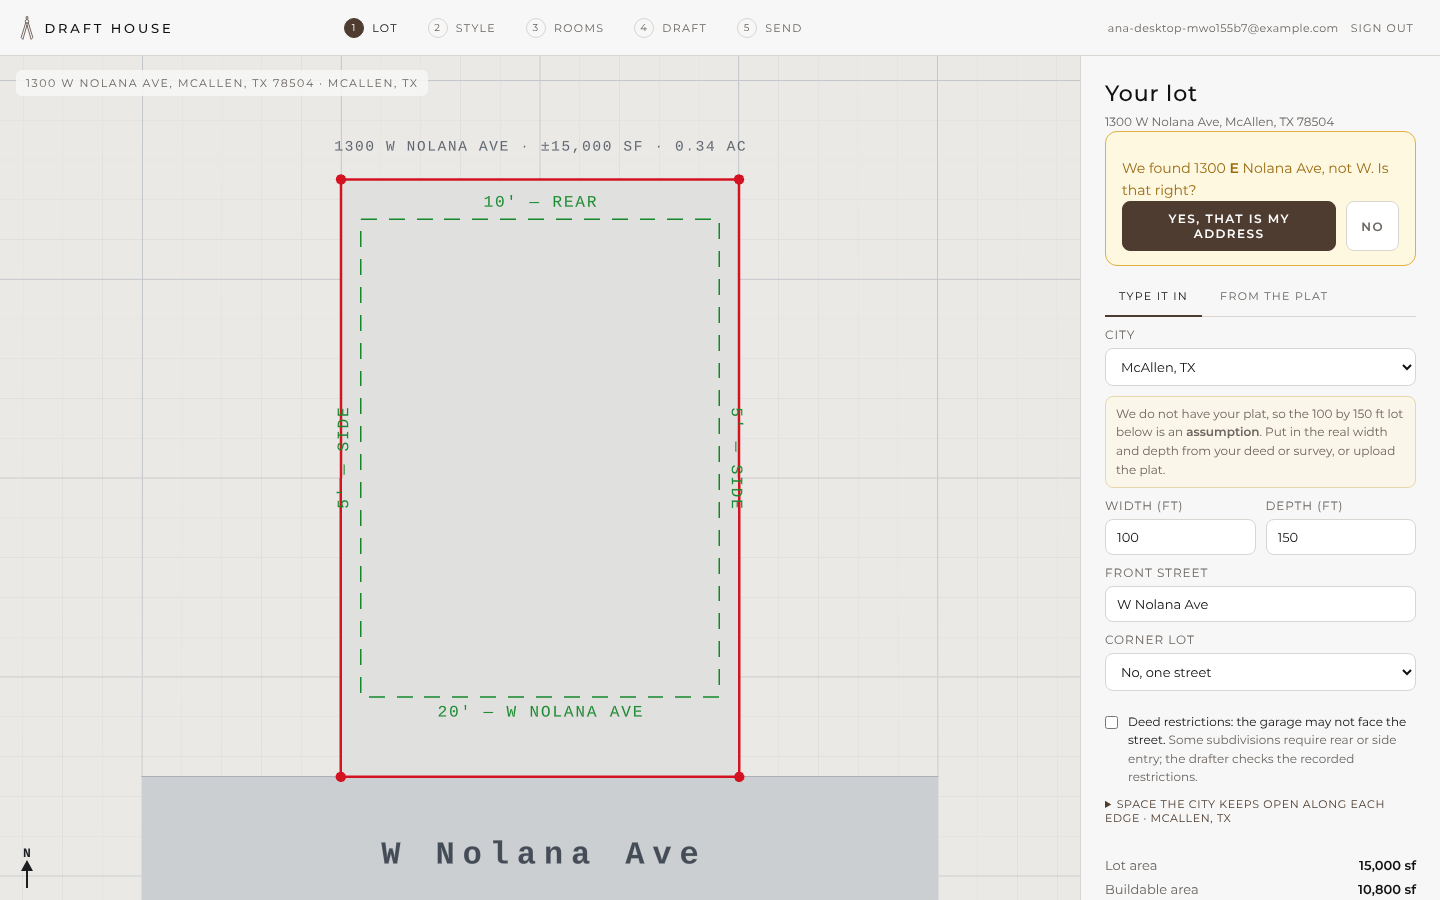 DRAFT HOUSE
1 LOT
2 STYLE
3 ROOMS
4 DRAFT
5 SEND
ana-desktop-mwo155b7@example.com
SIGN OUT
1300 W NOLANA AVE, MCALLEN, TX 78504 · MCALLEN, TX
1300 W NOLANA AVE · ±15,000 SF · 0.34 AC
10' — REAR
5' — SIDE
5' — SIDE
20' — W NOLANA AVE
W Nolana Ave
N
Your lot
1300 W Nolana Ave, McAllen, TX 78504
We found 1300 E Nolana Ave, not W. Is
that right?
YES, THAT IS MY
ADDRESS
NO
TYPE IT IN
FROM THE PLAT
CITY
McAllen, TX
We do not have your plat, so the 100 by 150 ft lot
below is an assumption. Put in the real width
and depth from your deed or survey, or upload
the plat.
WIDTH (FT)
DEPTH (FT)
100
150
FRONT STREET
W Nolana Ave
CORNER LOT
No, one street
Deed restrictions: the garage may not face the
street. Some subdivisions require rear or side
entry; the drafter checks the recorded
restrictions.
SPACE THE CITY KEEPS OPEN ALONG EACH
EDGE · MCALLEN, TX
Lot area 15,000 sf
Buildable area 10,800 sf